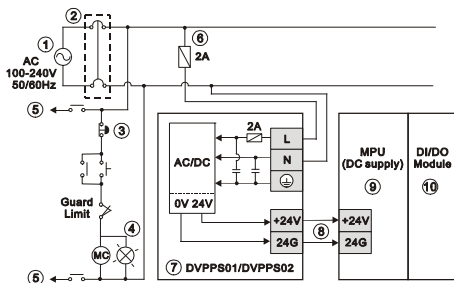 ①
②
AC
100-240V
50/60Hz
⑥
2A
⑤
③
Guard
Limit
④
MC
⑤
2A
L
N
AC/DC
0V 24V
+24V
24G
⑦ DVPPS01/DVPPS02
⑧
MPU
(DC supply)
⑨
+24V
24G
DI/DO
Module
⑩